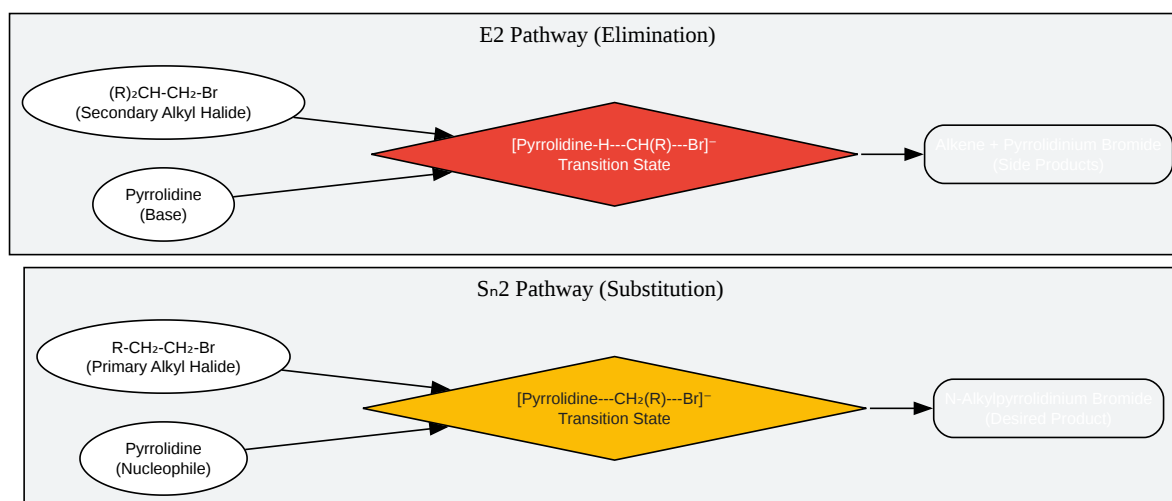 E2 Pathway (Elimination)
(R)₂CH-CH₂-Br
(Secondary Alkyl Halide)
Pyrrolidine
(Base)
[Pyrrolidine-H---CH(R)---Br]⁻
Transition State
Alkene + Pyrrolidinium Bromide
(Side Products)
Sₙ2 Pathway (Substitution)
R-CH₂-CH₂-Br
(Primary Alkyl Halide)
Pyrrolidine
(Nucleophile)
[Pyrrolidine---CH₂(R)---Br]⁻
Transition State
N-Alkylpyrrolidinium Bromide
(Desired Product)